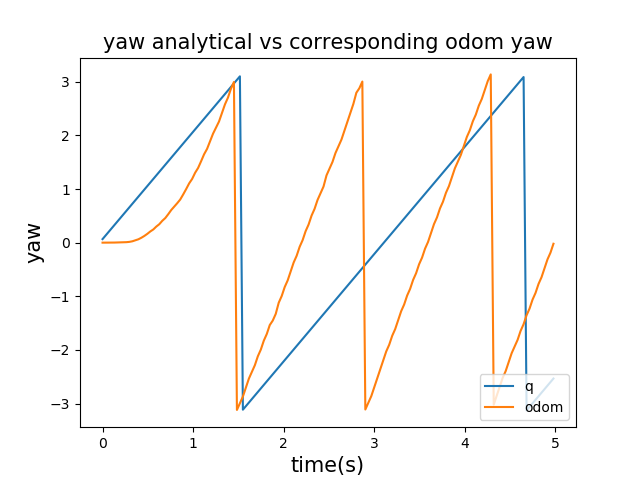 yaw analytical vs corresponding odom yaw
yaw
3
2
1
0
−1
−2
−3
q
odom
0
1
2
3
4
5
time(s)